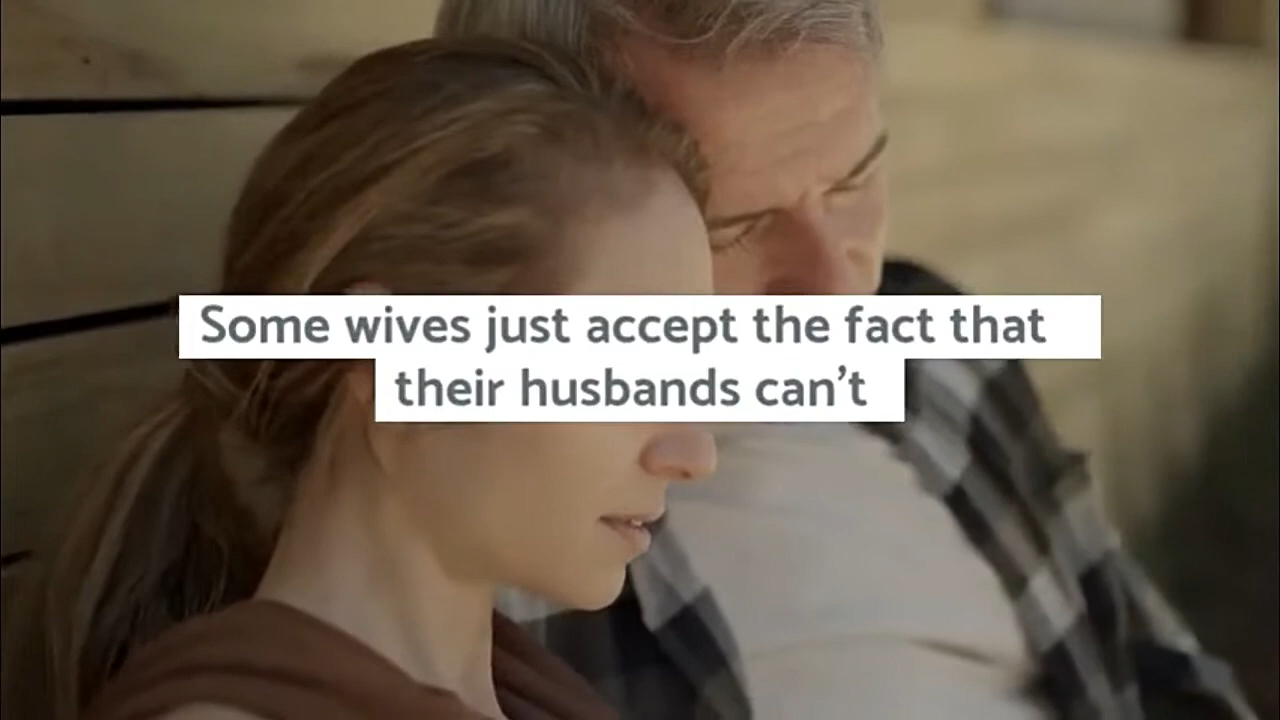 Some wives just accept the fact that
their husbands can’t